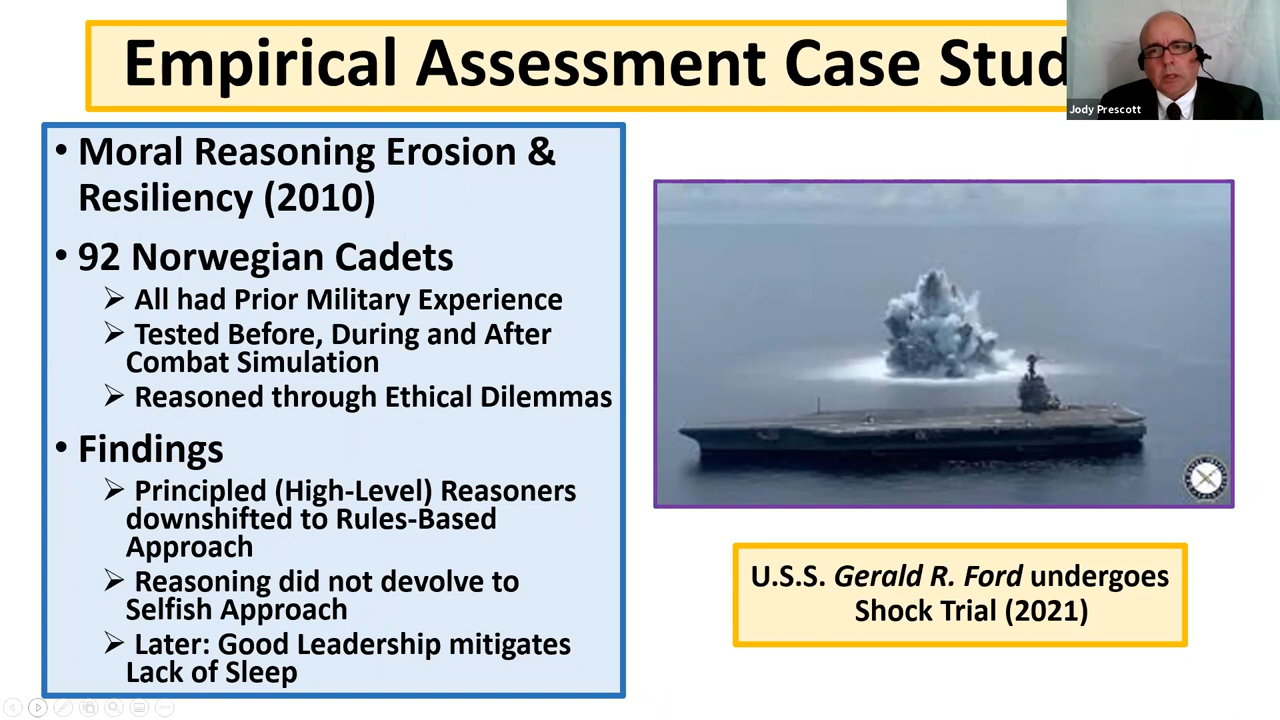 Empirical Assessment Case Stud
Jody Prescott
• Moral Reasoning Erosion &
Resiliency (2010)
• 92 Norwegian Cadets
➢ All had Prior Military Experience
➢ Tested Before, During and After
Combat Simulation
➢ Reasoned through Ethical Dilemmas
• Findings
➢ Principled (High-Level) Reasoners
downshifted to Rules-Based
Approach
➢ Reasoning did not devolve to
Selfish Approach
➢ Later: Good Leadership mitigates
Lack of Sleep
U.S.S. Gerald R. Ford undergoes
Shock Trial (2021)